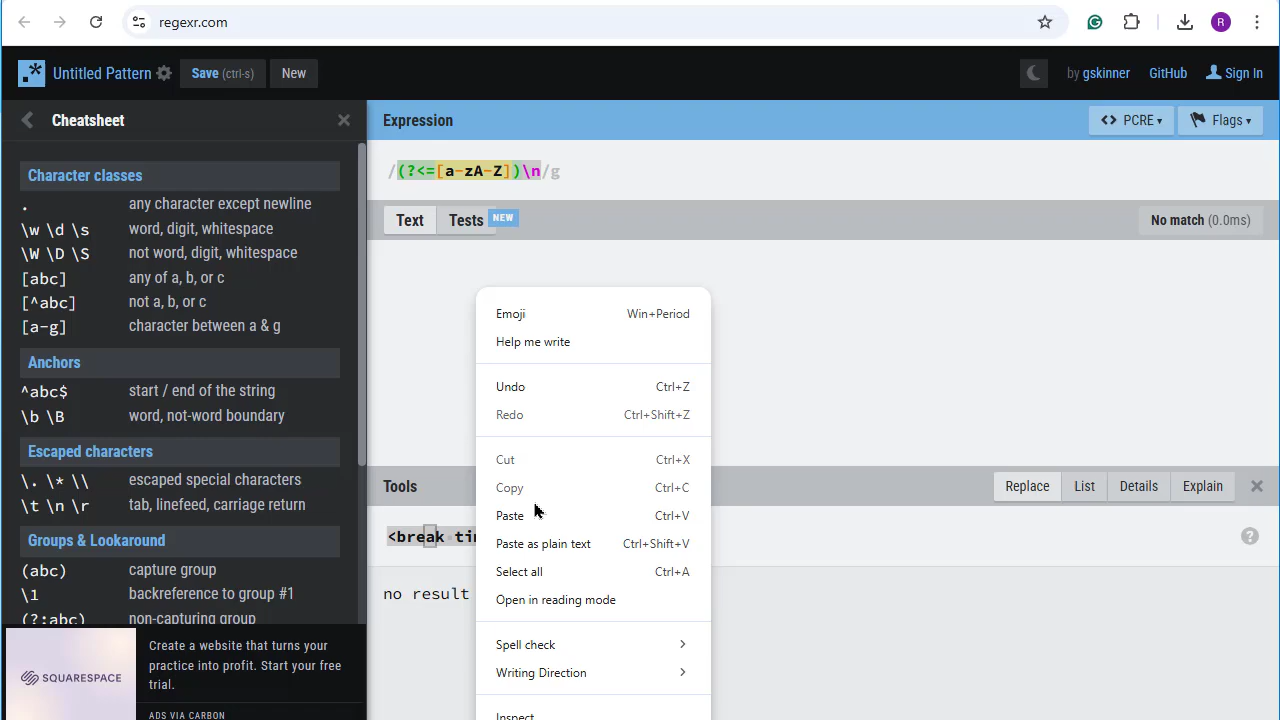 regexr.com
R
.* Untitled Pattern Save (ctrl-s) New by gskinner GitHub Sign In
Cheatsheet
Character classes
. any character except newline
\w \d \s word, digit, whitespace
\W \D \S not word, digit, whitespace
[abc] any of a, b, or c
[^abc] not a, b, or c
[a-g] character between a & g
Anchors
^abc$ start / end of the string
\b \B word, not-word boundary
Escaped characters
\. \* \\ escaped special characters
\t \n \r tab, linefeed, carriage return
Groups & Lookaround
(abc) capture group
\1 backreference to group #1
(?:abc) non-capturing group
SQUARESPACE
Create a website that turns your
practice into profit. Start your free
trial.
ADS VIA CARBON
Expression <> PCRE Flags
/(?<=[a-zA-Z])\n/g
Text Tests NEW No match (0.0ms)
Emoji Win+Period
Help me write
Undo Ctrl+Z
Redo Ctrl+Shift+Z
Cut Ctrl+X
Copy Ctrl+C
Paste Ctrl+V
Paste as plain text Ctrl+Shift+V
Select all Ctrl+A
Open in reading mode
Spell check
Writing Direction
Inspect
Tools Replace List Details Explain
<break
?
no result